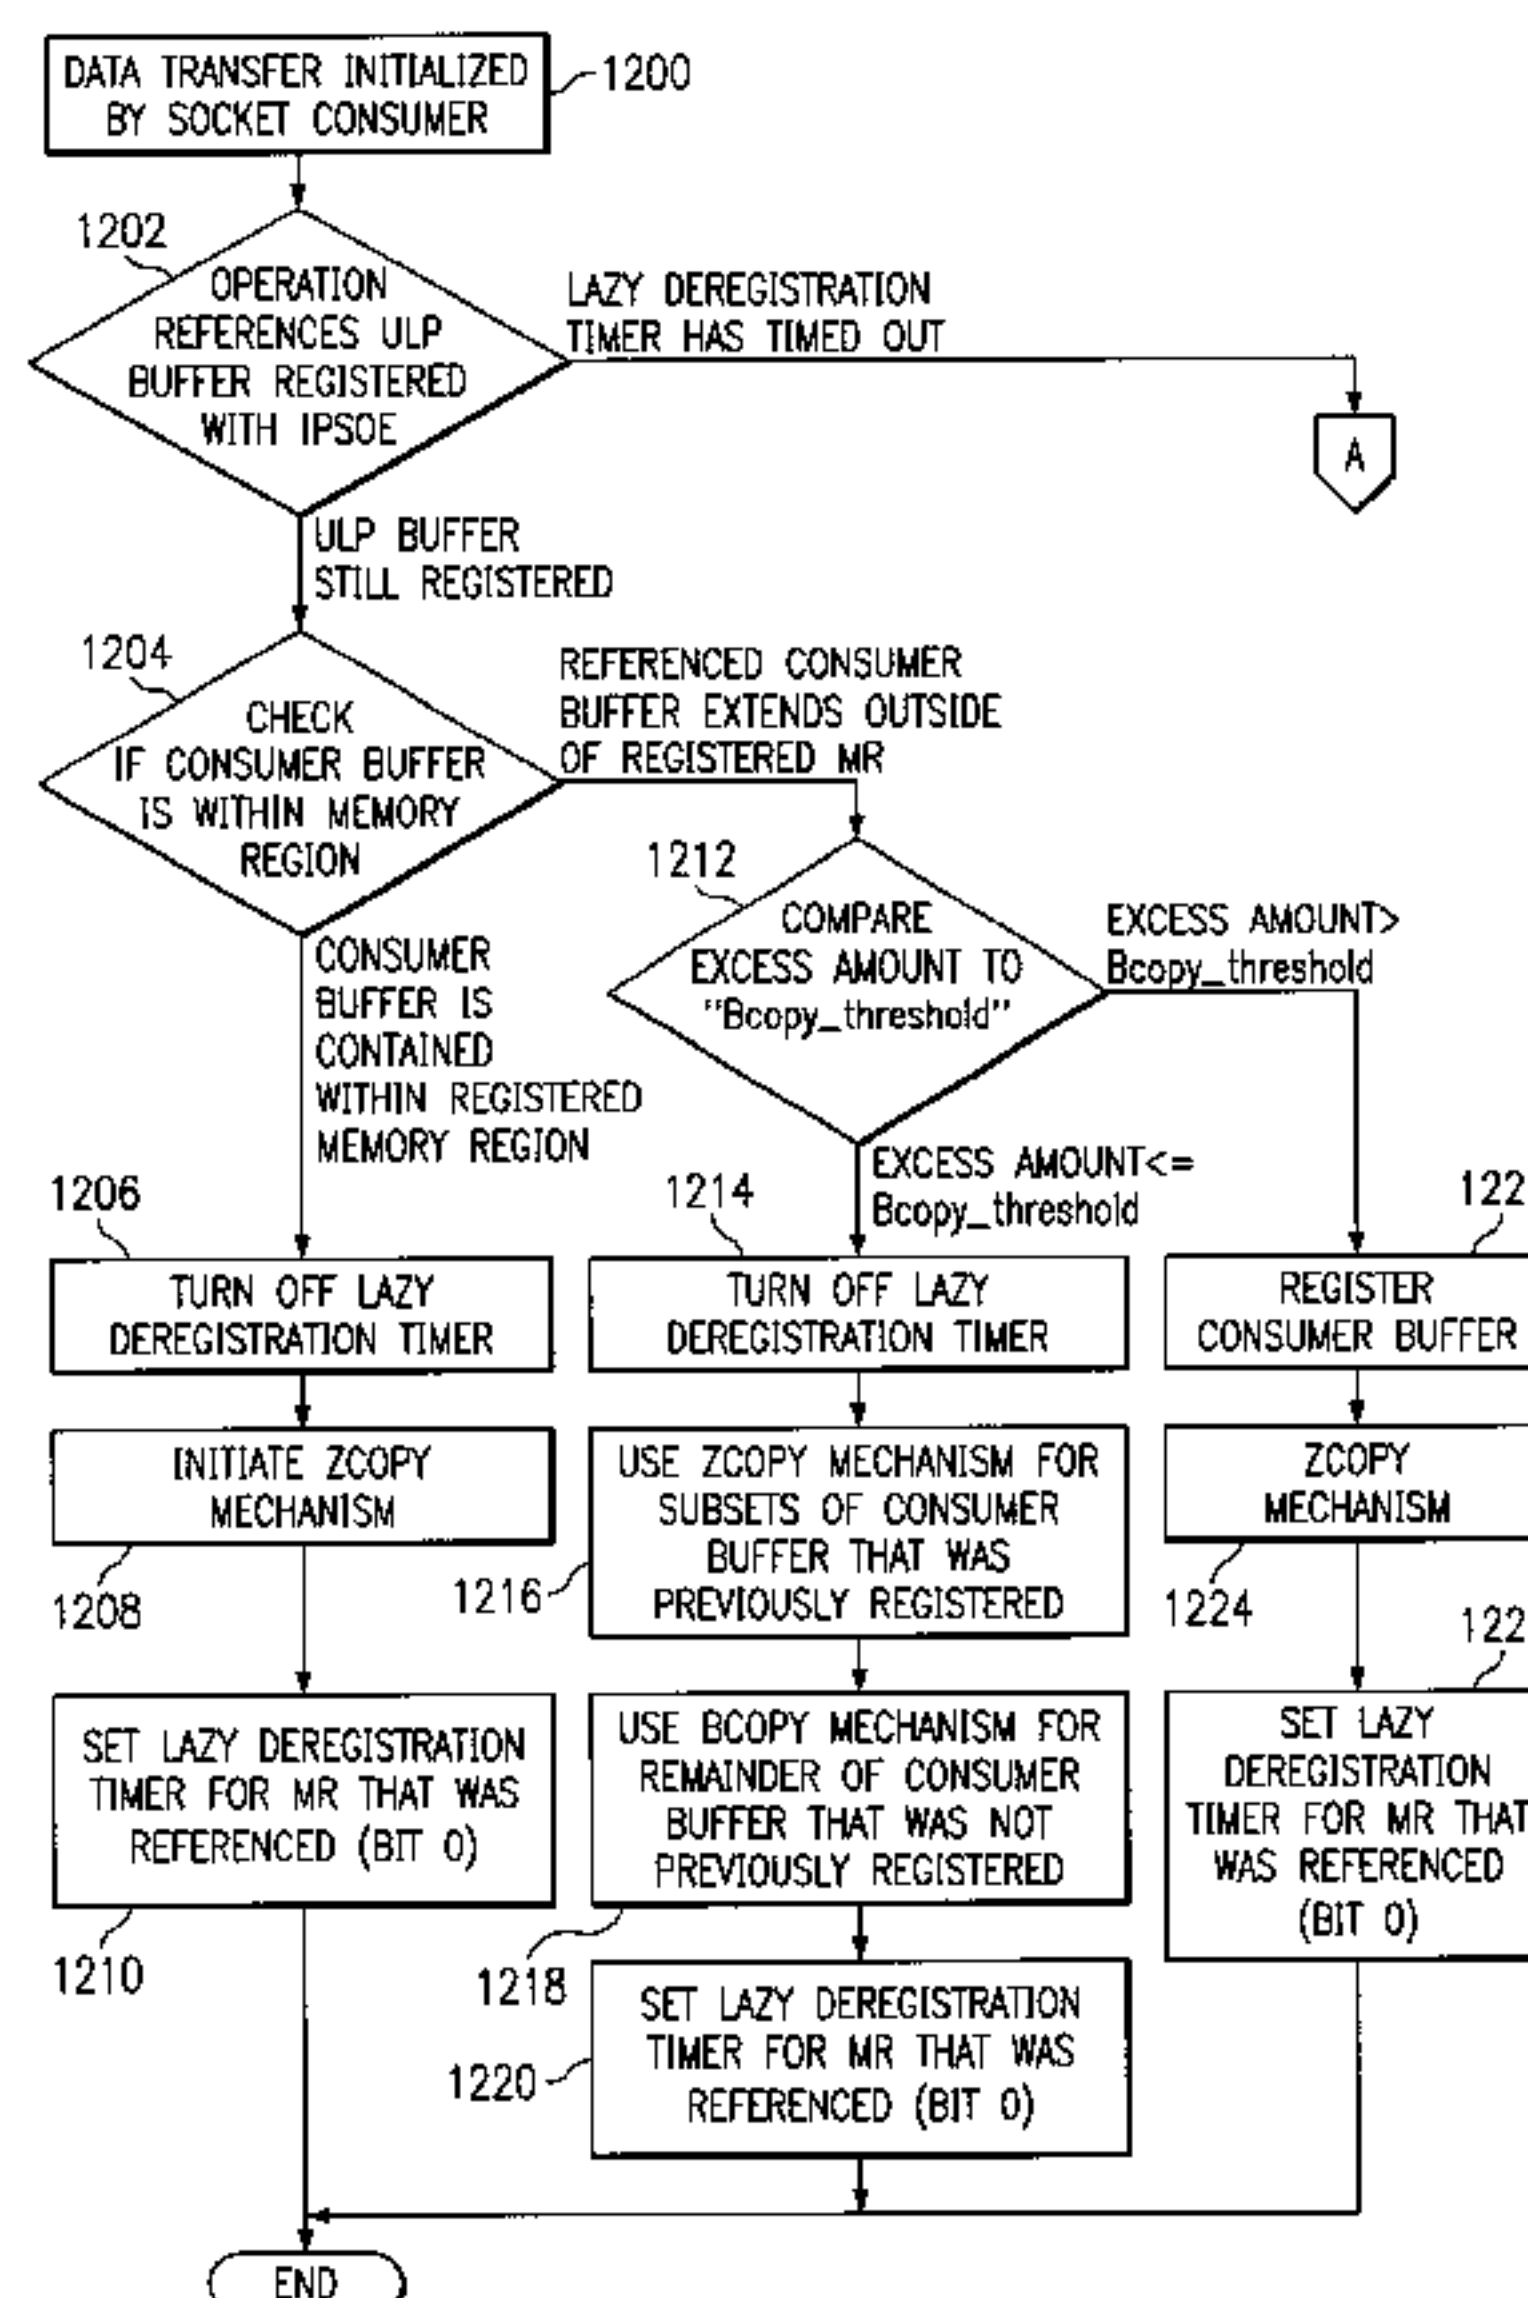 DATA TRANSFER INITIALIZED
BY SOCKET CONSUMER
1200
1202
OPERATION
REFERENCES ULP
BUFFER REGISTERED
WITH IPSOE
LAZY DEREGISTRATION
TIMER HAS TIMED OUT
A
ULP BUFFER
STILL REGISTERED
1204
CHECK
IF CONSUMER BUFFER
IS WITHIN MEMORY
REGION
REFERENCED CONSUMER
BUFFER EXTENDS OUTSIDE
OF REGISTERED MR
1212
COMPARE
EXCESS AMOUNT TO
"Bcopy_threshold"
EXCESS AMOUNT>
Bcopy_threshold
CONSUMER
BUFFER IS
CONTAINED
WITHIN REGISTERED
MEMORY REGION
EXCESS AMOUNT<=
Bcopy_threshold
1206
TURN OFF LAZY
DEREGISTRATION TIMER
1214
TURN OFF LAZY
DEREGISTRATION TIMER
122
REGISTER
CONSUMER BUFFER
INITIATE ZCOPY
MECHANISM
1208
USE ZCOPY MECHANISM FOR
SUBSETS OF CONSUMER
BUFFER THAT WAS
PREVIOUSLY REGISTERED
1216
ZCOPY
MECHANISM
1224
SET LAZY DEREGISTRATION
TIMER FOR MR THAT WAS
REFERENCED (BIT 0)
1210
USE BCOPY MECHANISM FOR
REMAINDER OF CONSUMER
BUFFER THAT WAS NOT
PREVIOUSLY REGISTERED
1218
122
SET LAZY
DEREGISTRATION
TIMER FOR MR THAT
WAS REFERENCED
(BIT 0)
SET LAZY DEREGISTRATION
TIMER FOR MR THAT WAS
REFERENCED (BIT 0)
1220
END